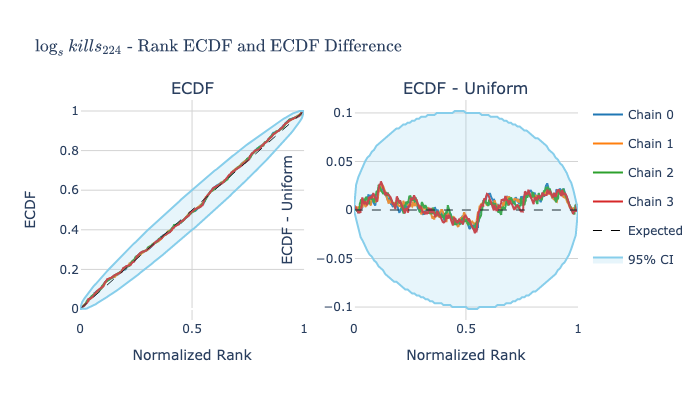 log_s kills_224 - Rank ECDF and ECDF Difference
ECDF
ECDF - Uniform
ECDF
1
0.8
0.6
0.4
0.2
0
0
0.5
1
Normalized Rank
ECDF - Uniform
0.1
0.05
0
−0.05
−0.1
0
0.5
1
Normalized Rank
Chain 0
Chain 1
Chain 2
Chain 3
Expected
95% CI